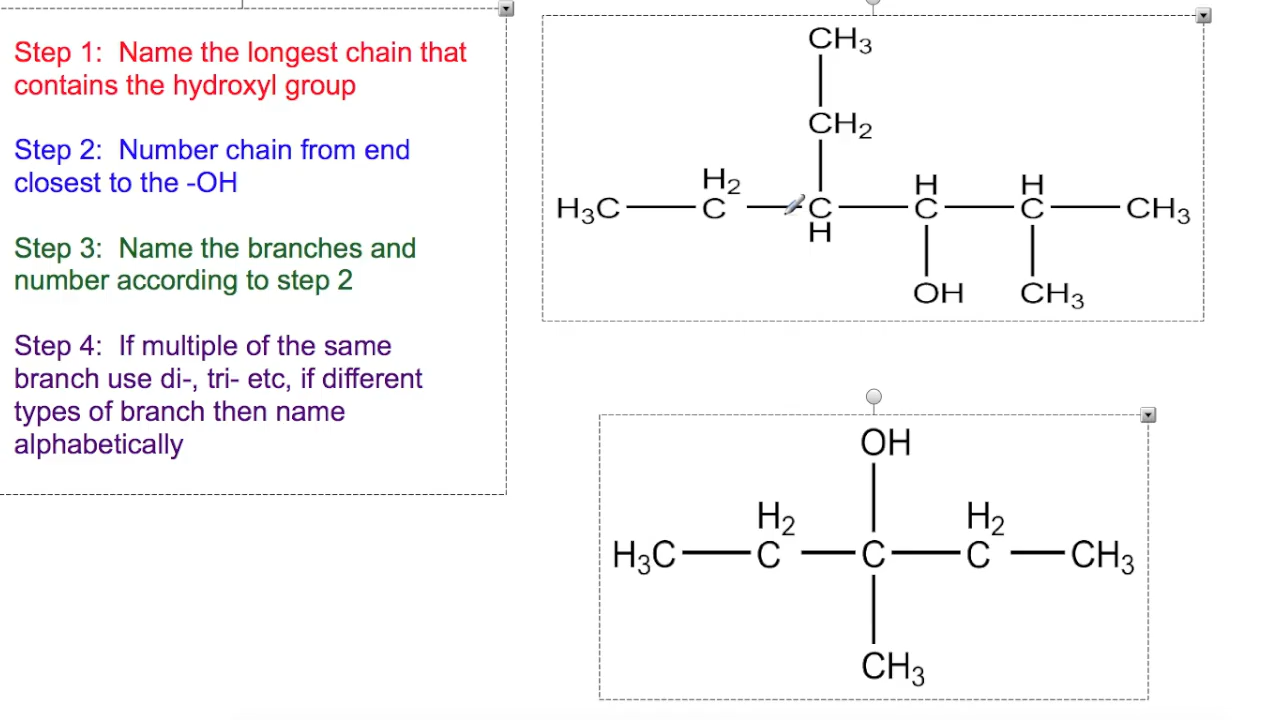 Step 1:  Name the longest chain that
contains the hydroxyl group
Step 2:  Number chain from end
closest to the -OH
Step 3:  Name the branches and
number according to step 2
Step 4:  If multiple of the same
branch use di-, tri- etc, if different
types of branch then name
alphabetically
CH3
CH2
H2 H H
H3C C C C C CH3
H
OH CH3
OH
H2 H2
H3C C C C CH3
CH3